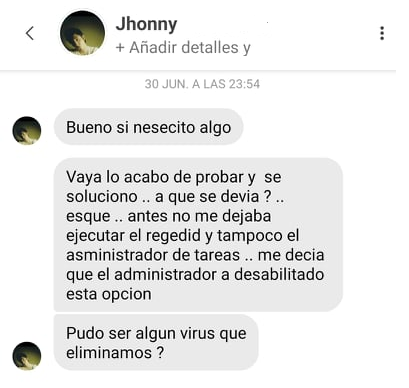 Jhonny
+ Añadir detalles y
30 JUN. A LAS 23:54
Bueno si nesecito algo
Vaya lo acabo de probar y  se
soluciono .. a que se devia ? ..
esque .. antes no me dejaba
ejecutar el regedid y tampoco el
asministrador de tareas .. me decia
que el administrador a desabilitado
esta opcion
Pudo ser algun virus que
eliminamos ?